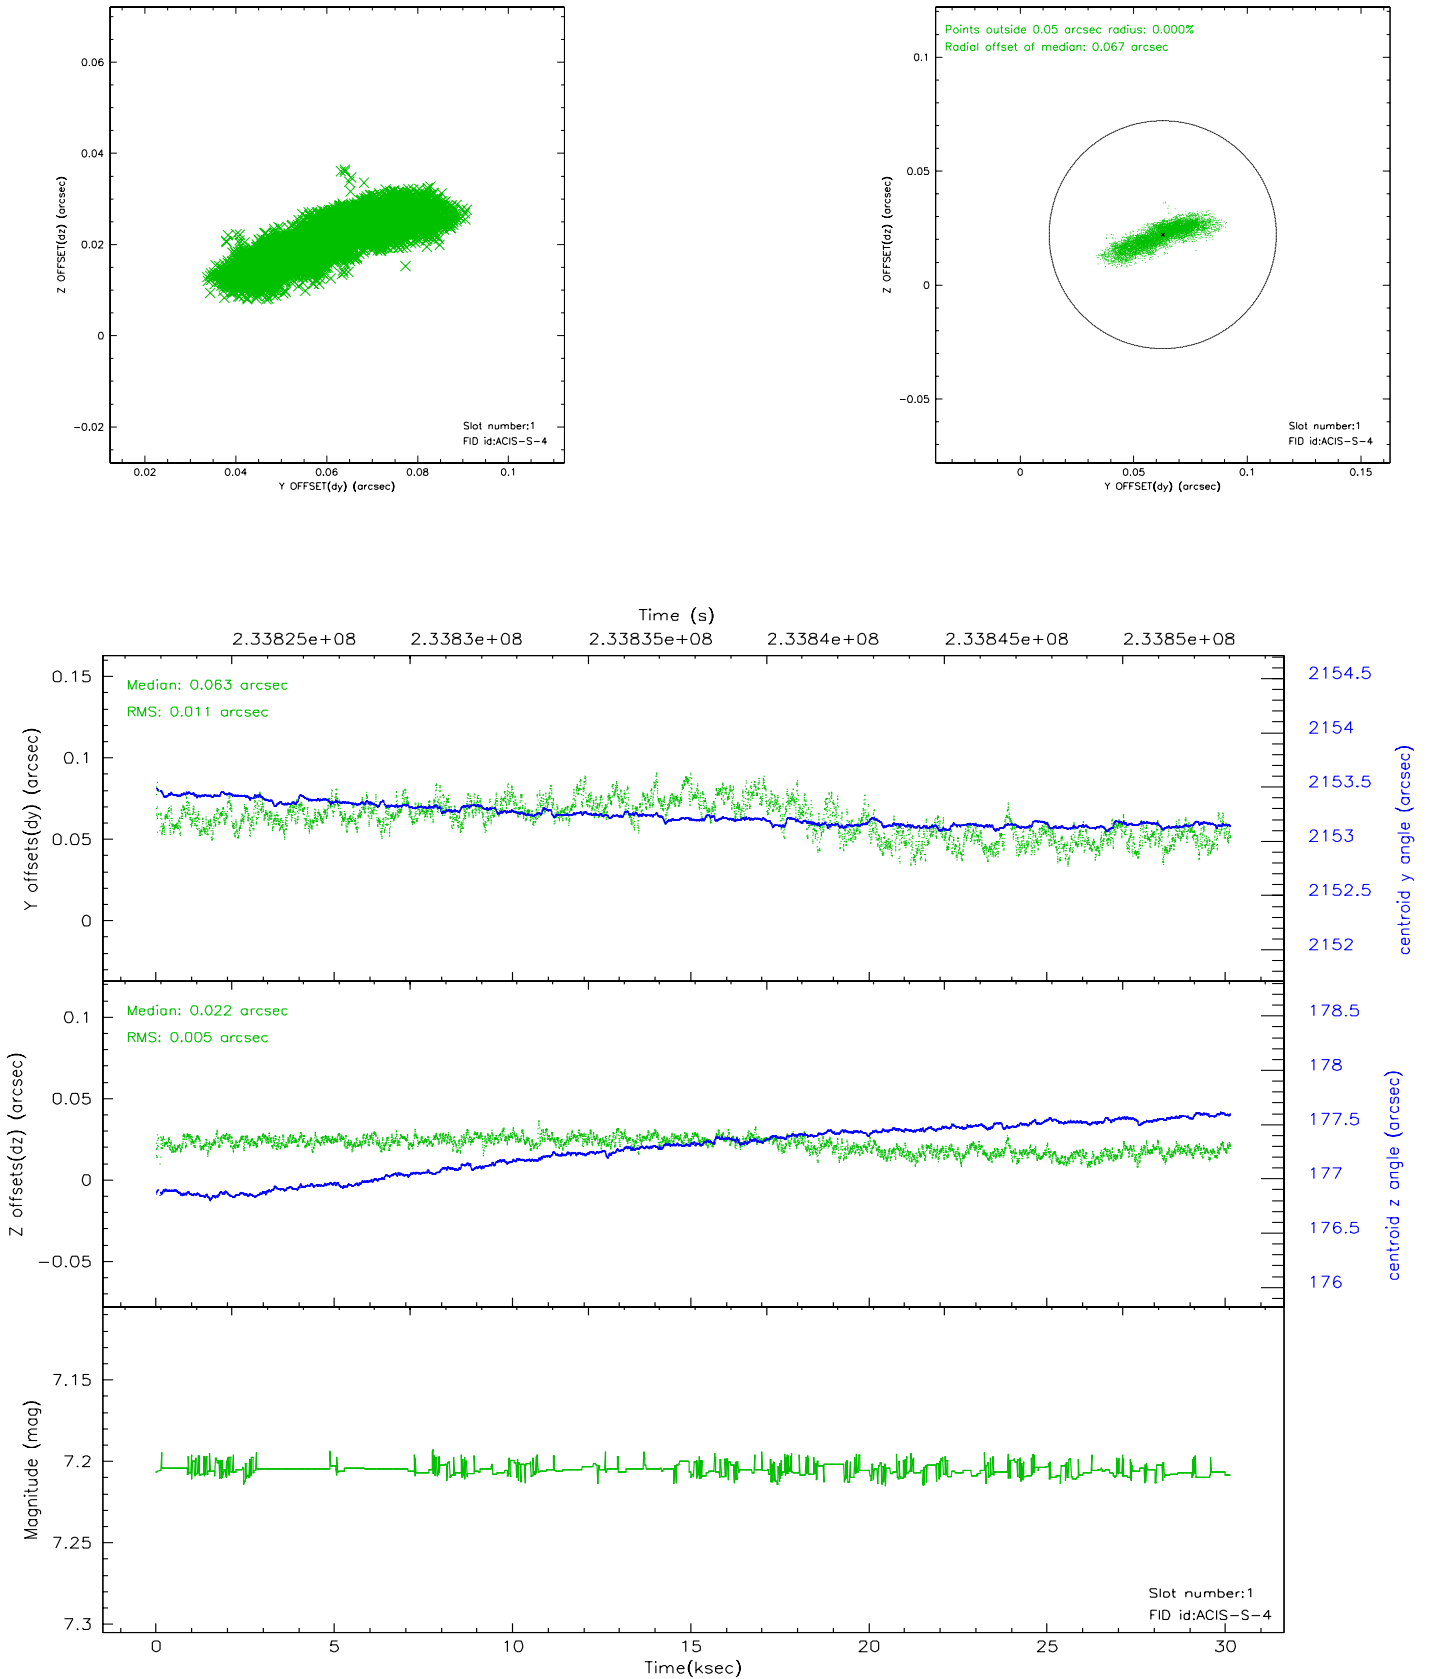 0.06
0.04
0.02
0
−0.02
Z OFFSET(dz) (arcsec)
Slot number:1
FID id:ACIS−S−4
0.02 0.04 0.06 0.08 0.1
Y OFFSET(dy) (arcsec)
Points outside 0.05 arcsec radius: 0.000%
Radial offset of median: 0.067 arcsec
0.1
0.05
0
−0.05
Z OFFSET(dz) (arcsec)
Slot number:1
FID id:ACIS−S−4
0 0.05 0.1 0.15
Y OFFSET(dy) (arcsec)
Time (s)
2.33825e+08 2.3383e+08 2.33835e+08 2.3384e+08 2.33845e+08 2.3385e+08
Median: 0.063 arcsec
RMS: 0.011 arcsec
0.15
0.1
0.05
0
Y offsets(dy) (arcsec)
2154.5
2154
2153.5
2153
2152.5
2152
centroid y angle (arcsec)
Median: 0.022 arcsec
RMS: 0.005 arcsec
0.1
0.05
0
−0.05
Z offsets(dz) (arcsec)
178.5
178
177.5
177
176.5
176
centroid z angle (arcsec)
7.15
7.2
7.25
7.3
Magnitude (mag)
Slot number:1
FID id:ACIS−S−4
0 5 10 15 20 25 30
Time(ksec)